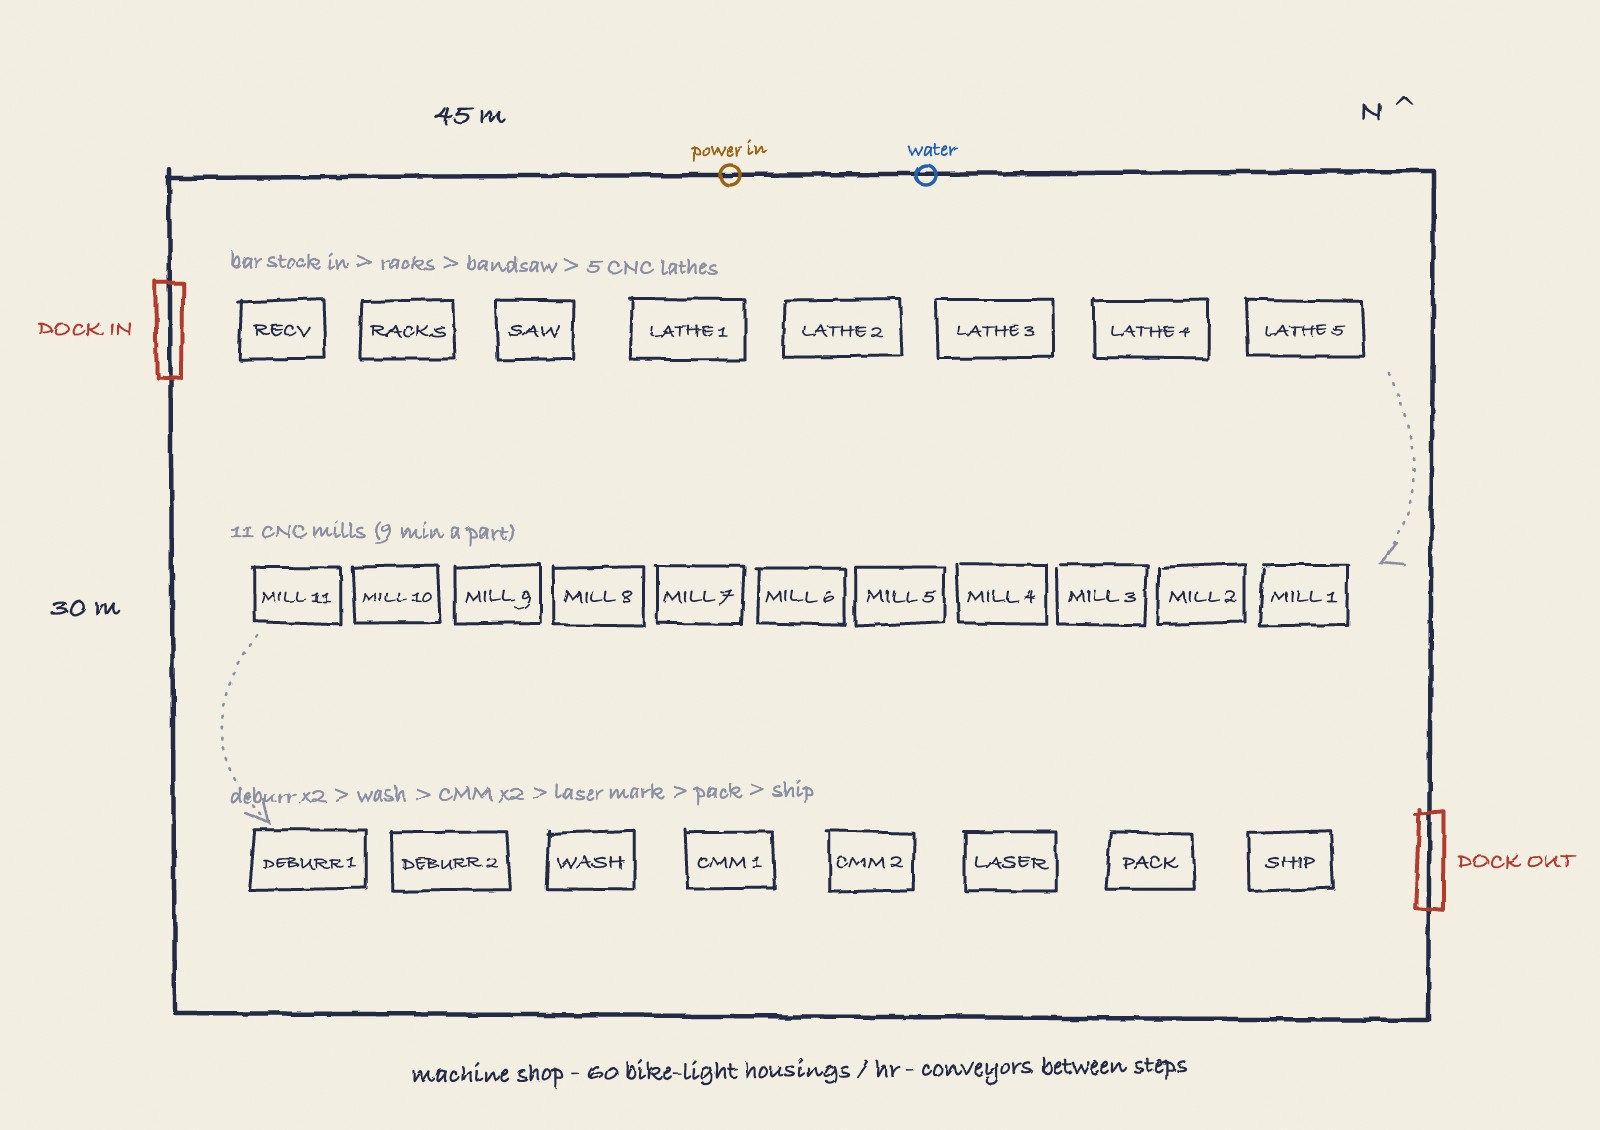 45 m
N ^
power in
water
bar stock in > racks > bandsaw > 5 CNC lathes
DOCK IN
RECV
RACKS
SAW
LATHE 1
LATHE 2
LATHE 3
LATHE 4
LATHE 5
11 CNC mills (9 min a part)
30 m
MILL 11
MILL 10
MILL 9
MILL 8
MILL 7
MILL 6
MILL 5
MILL 4
MILL 3
MILL 2
MILL 1
deburr x2 > wash > CMM x2 > laser mark > pack > ship
DEBURR 1
DEBURR 2
WASH
CMM 1
CMM 2
LASER
PACK
SHIP
DOCK OUT
machine shop - 60 bike-light housings / hr - conveyors between steps